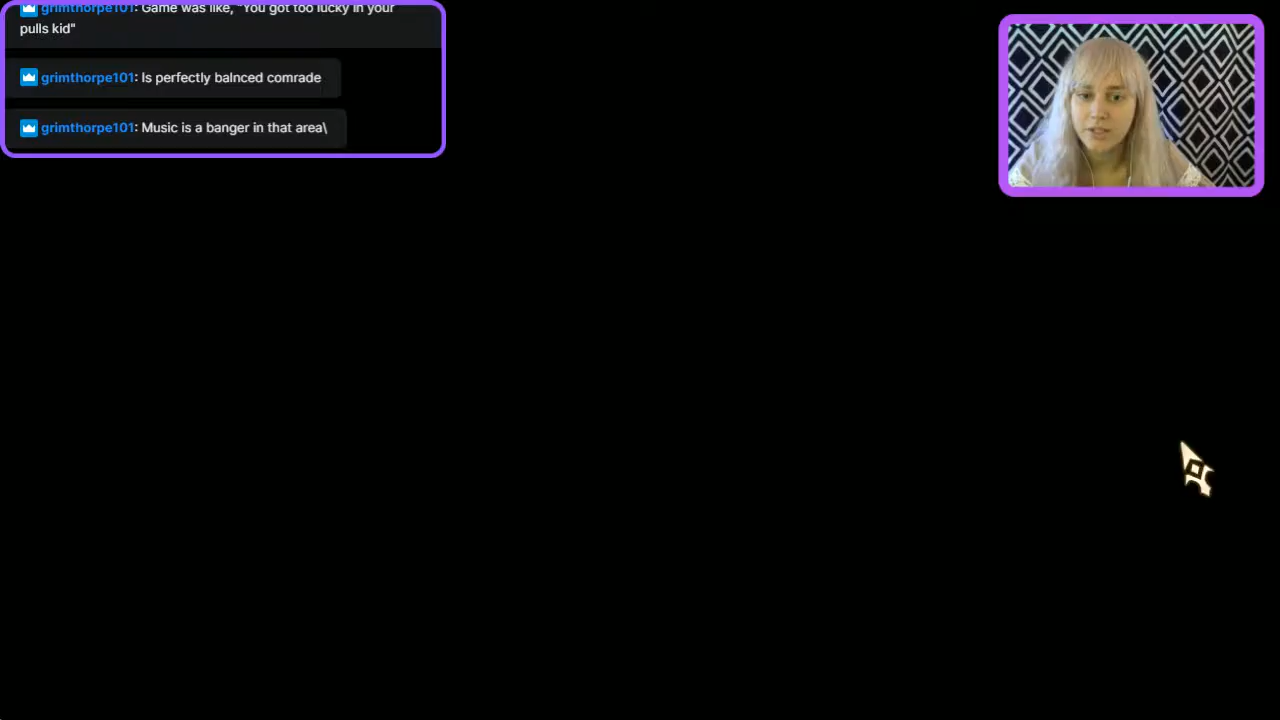 grimthorpe101: Game was like, "You got too lucky in your
pulls kid"
grimthorpe101: Is perfectly balnced comrade
grimthorpe101: Music is a banger in that area\